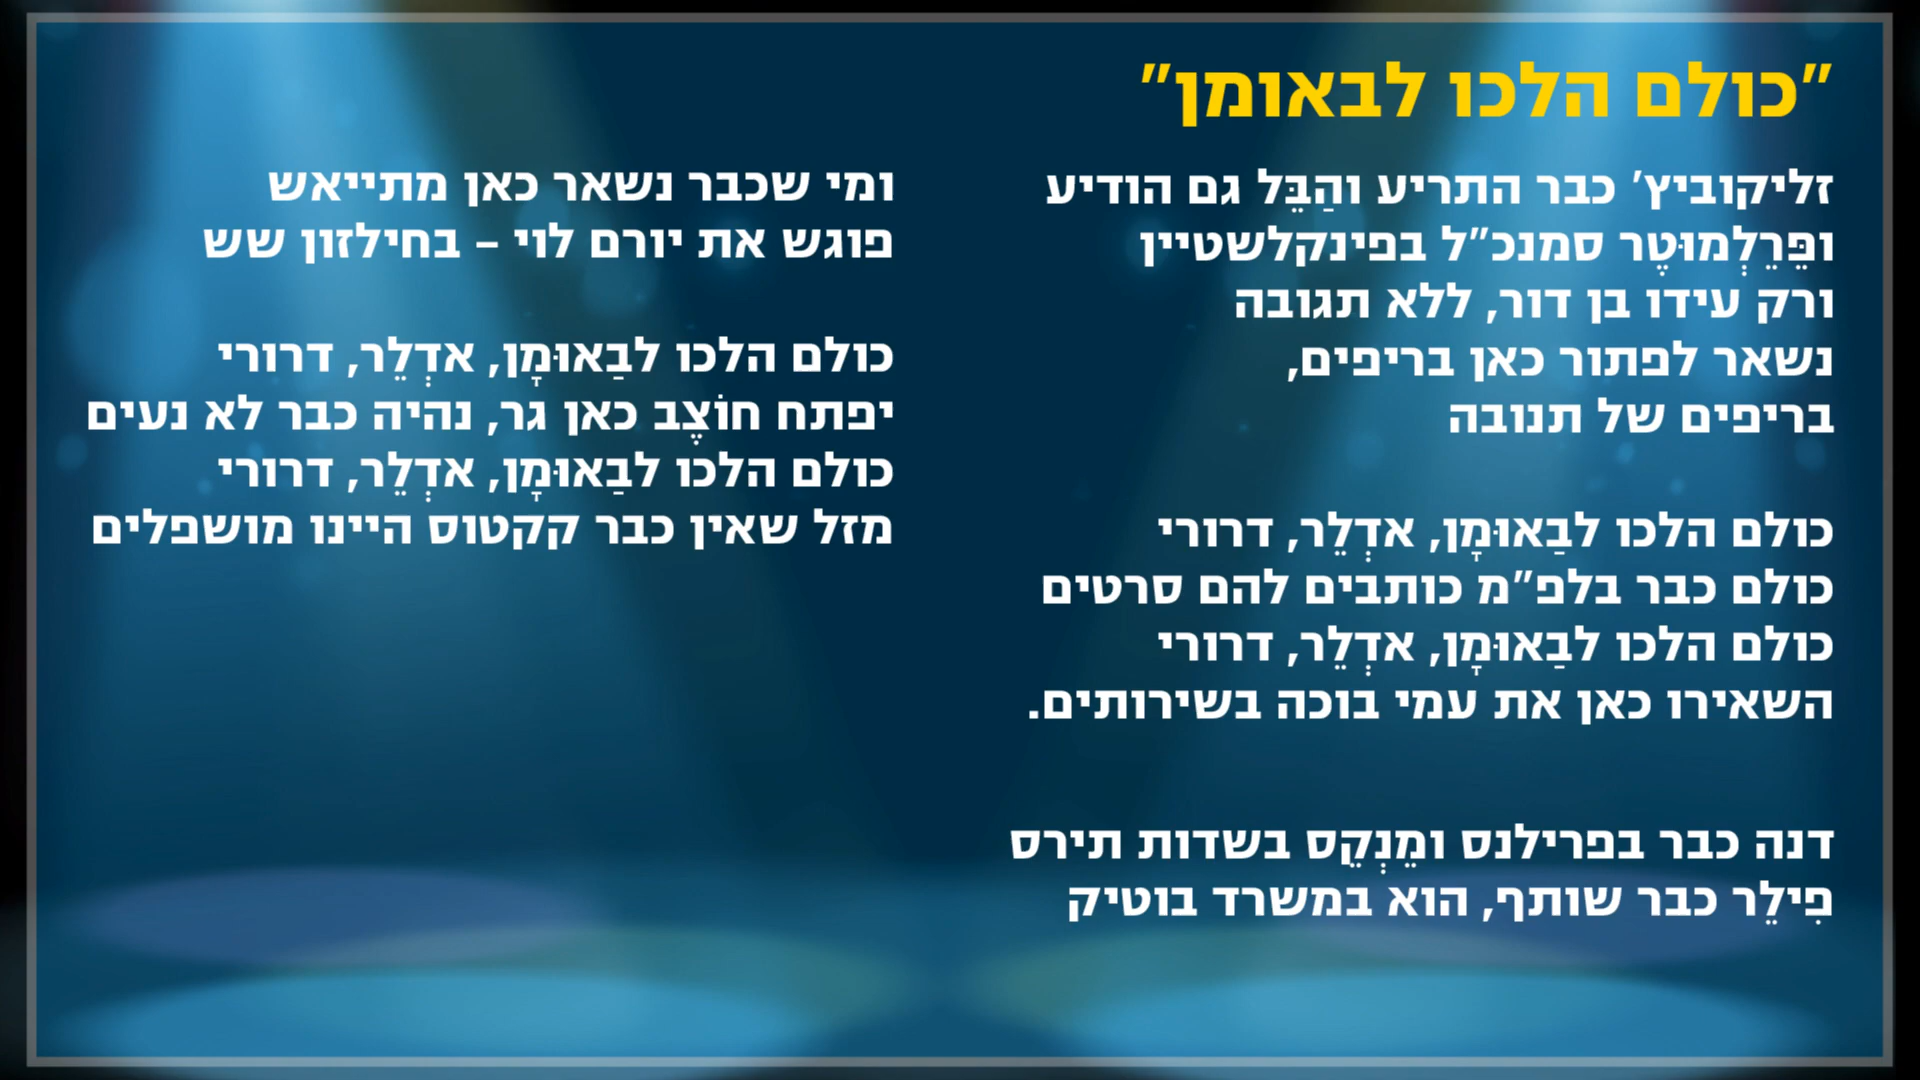 "כולם הלכו לבאומן"
זליקוביץ' כבר התריע והַבֵּל גם הודיע
ופֵּרֵלְמוּטֶר סמנכ"ל בפינקלשטיין
ורק עידו בן דור, ללא תגובה
נשאר לפתור כאן בריפים,
בריפים של תנובה
כולם הלכו לבַאוּמָן, אדְלֵר, דרורי
כולם כבר בלפ"מ כותבים להם סרטים
כולם הלכו לבַאוּמָן, אדְלֵר, דרורי
השאירו כאן את עמי בוכה בשירותים.
דנה כבר בפרילנס ומֵנְקֵס בשדות תירס
פִילֵר כבר שותף, הוא במשרד בוטיק
ומי שכבר נשאר כאן מתייאש
פוגש את יורם לוי – בחילזון שש
כולם הלכו לבַאוּמָן, אדְלֵר, דרורי
יפתח חוֹצֶב כאן גר, נהיה כבר לא נעים
כולם הלכו לבַאוּמָן, אדְלֵר, דרורי
מזל שאין כבר קקטוס היינו מושפלים